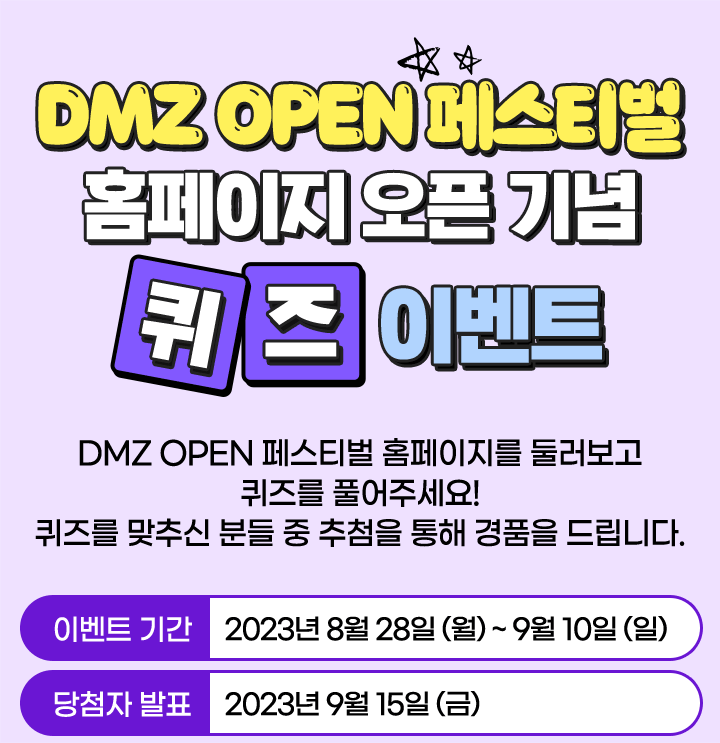 DMZ OPEN 페스티벌
홈페이지 오픈 기념
퀴즈 이벤트
DMZ OPEN 페스티벌 홈페이지를 둘러보고
퀴즈를 풀어주세요!
퀴즈를 맞추신 분들 중 추첨을 통해 경품을 드립니다.
이벤트 기간 2023년 8월 28일 (월) ~ 9월 10일 (일)
당첨자 발표 2023년 9월 15일 (금)